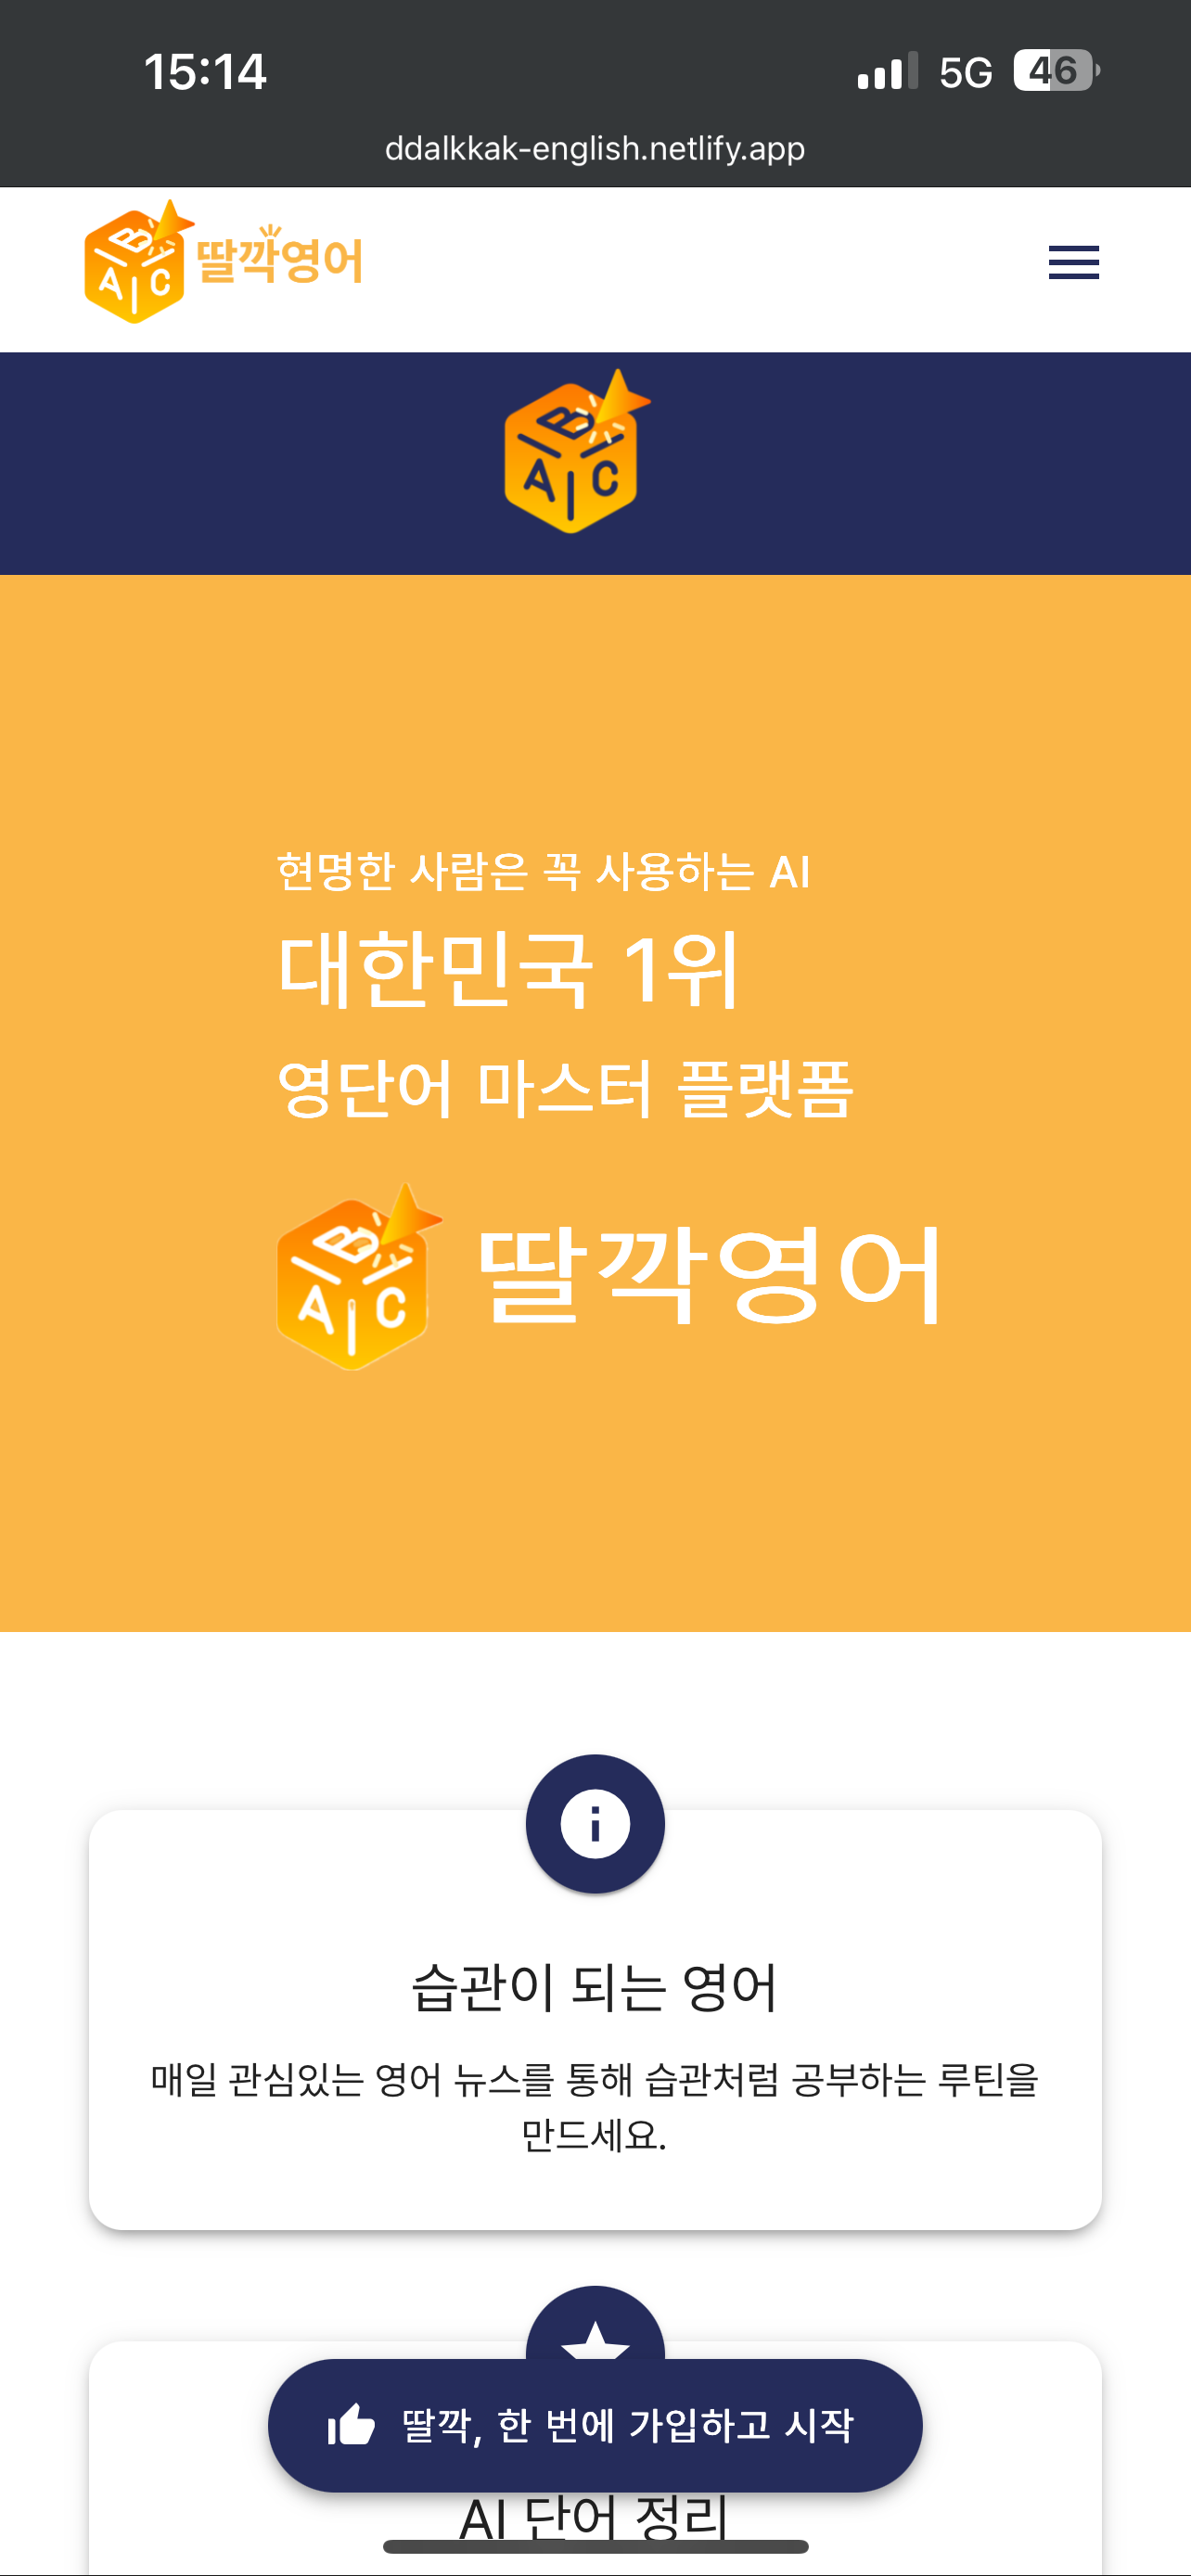 15:14
5G 46
ddalkkak-english.netlify.app
B A C 딸깍영어
B A C
현명한 사람은 꼭 사용하는 AI
대한민국 1위
영단어 마스터 플랫폼
B A C 딸깍영어
습관이 되는 영어
매일 관심있는 영어 뉴스를 통해 습관처럼 공부하는 루틴을
만드세요.
딸깍, 한 번에 가입하고 시작
AI 단어 정리